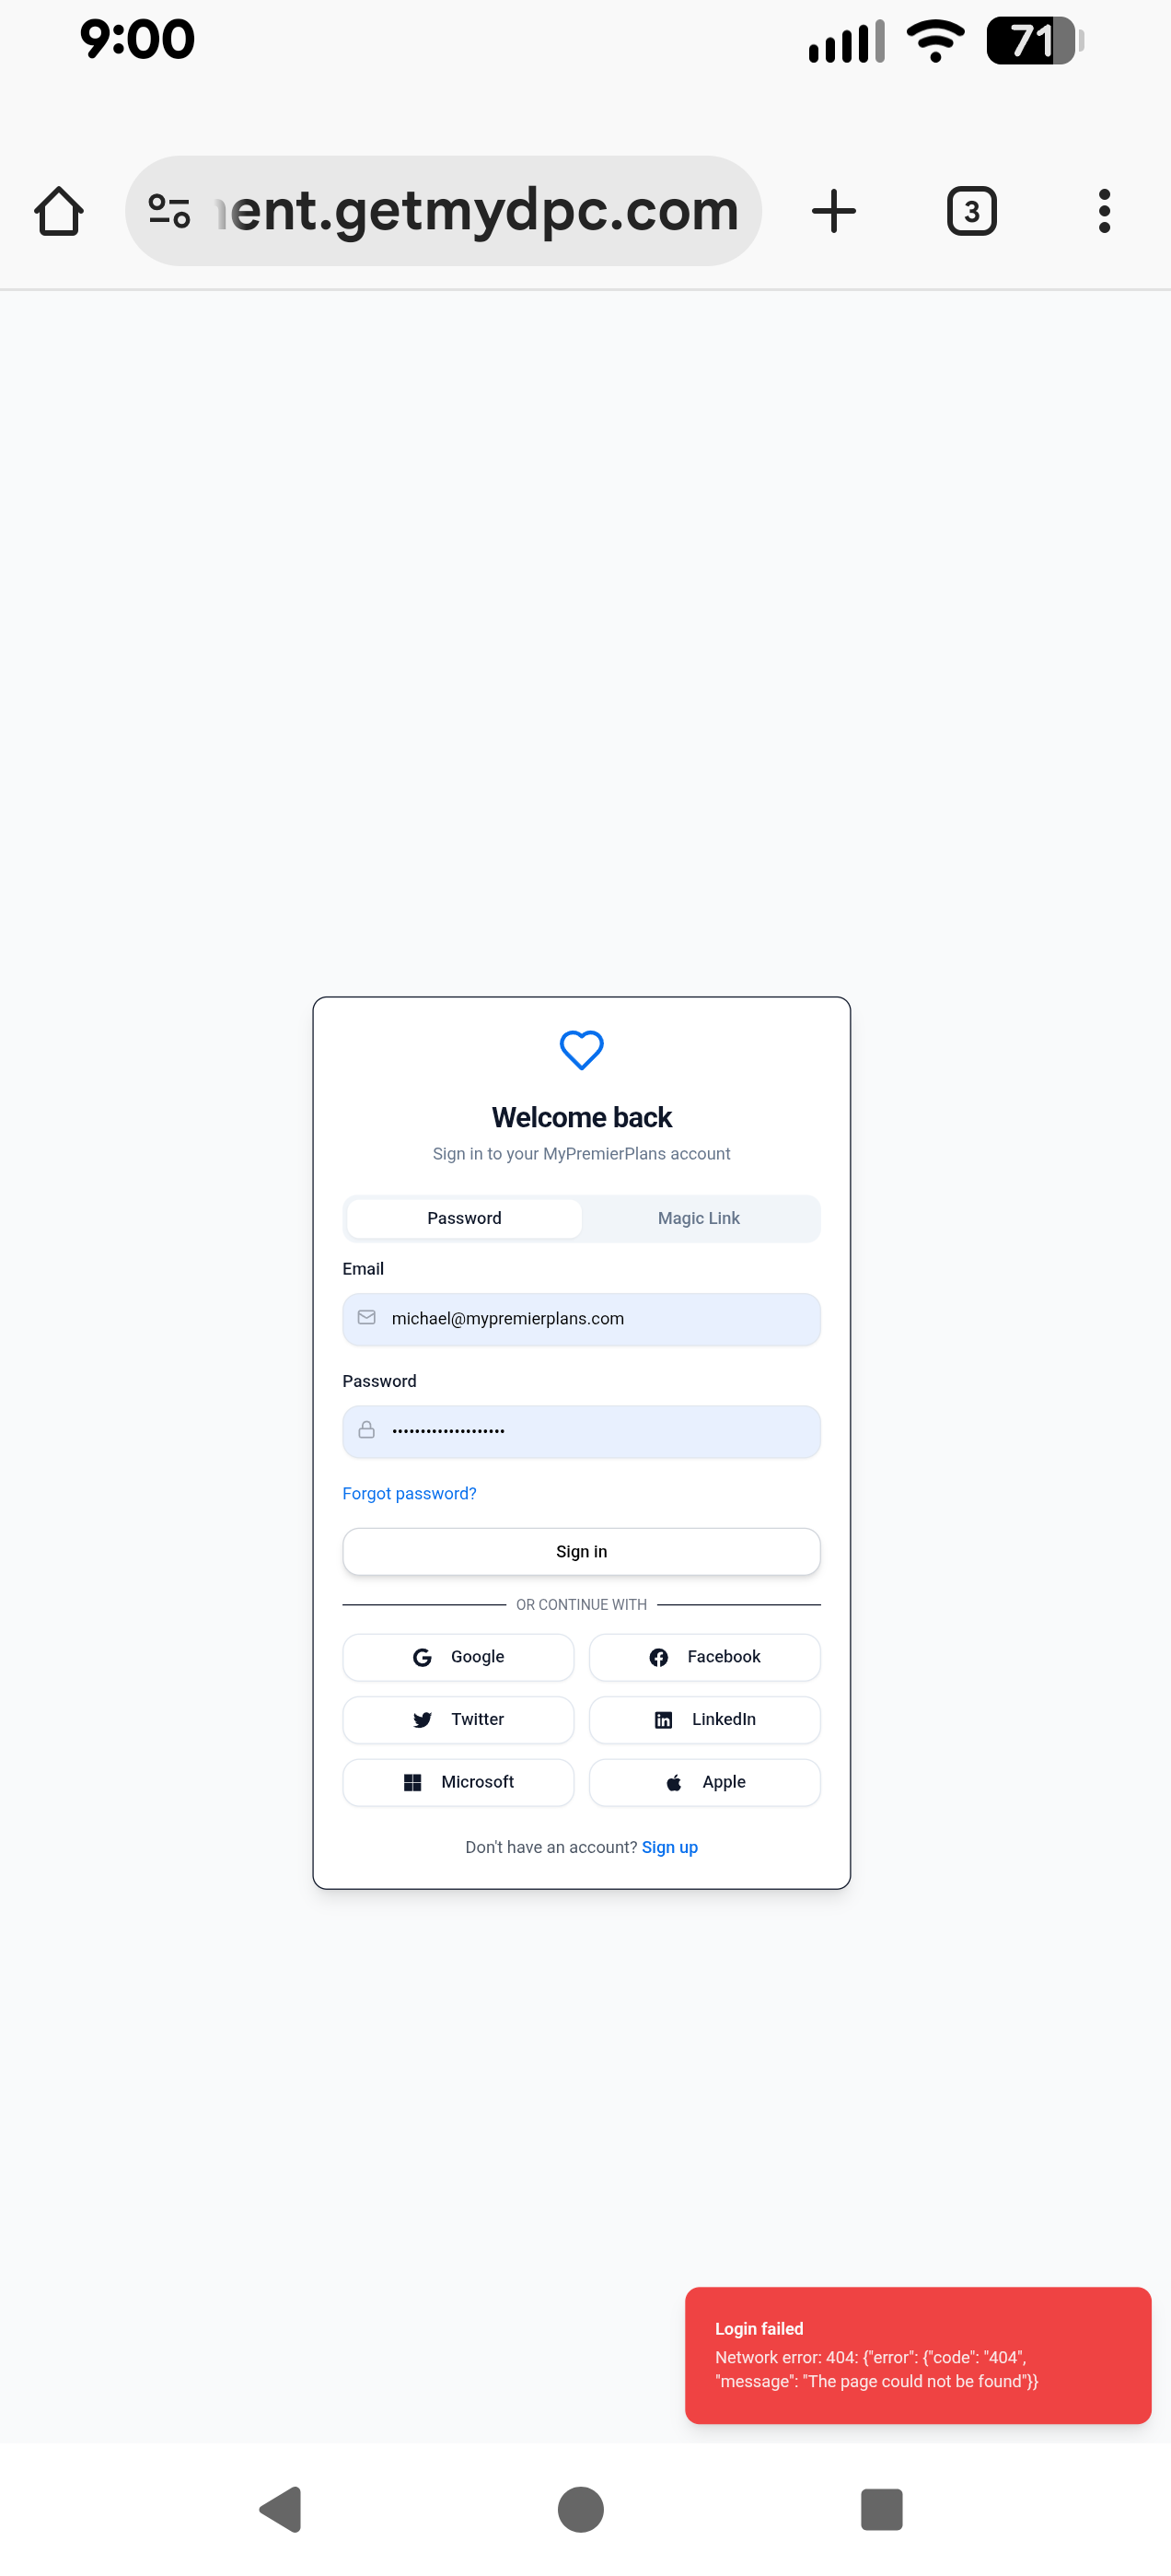 9:00
71
ent.getmydpc.com
3
Welcome back
Sign in to your MyPremierPlans account
Password
Magic Link
Email
michael@mypremierplans.com
Password
••••••••••••••••••••
Forgot password?
Sign in
OR CONTINUE WITH
Google
Facebook
Twitter
LinkedIn
Microsoft
Apple
Don't have an account? Sign up
Login failed
Network error: 404: {"error": {"code": "404",
"message": "The page could not be found"}}